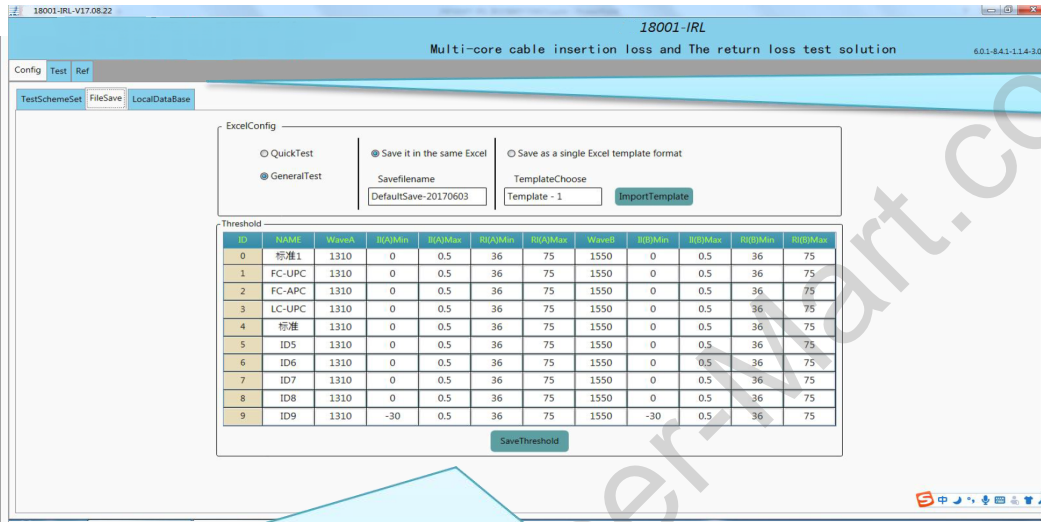 18001-IRL-V17.08.22
18001-IRL
Multi-core cable insertion loss and The return loss test solution
6.0.1-8.4.1-1.1.4-3.0
Config Test Ref
TestSchemeSet FileSave LocalDataBase
ExcelConfig
QuickTest Save it in the same Excel Save as a single Excel template format
GeneralTest Savefilename TemplateChoose
DefaultSave-20170603 Template - 1 ImportTemplate
Threshold
ID NAME WaveA Il(A)Min Il(A)Max Rl(A)Min Rl(A)Max WaveB Il(B)Min Il(B)Max Rl(B)Min Rl(B)Max
0 标准1 1310 0 0.5 36 75 1550 0 0.5 36 75
1 FC-UPC 1310 0 0.5 36 75 1550 0 0.5 36 75
2 FC-APC 1310 0 0.5 36 75 1550 0 0.5 36 75
3 LC-UPC 1310 0 0.5 36 75 1550 0 0.5 36 75
4 标准 1310 0 0.5 36 75 1550 0 0.5 36 75
5 ID5 1310 0 0.5 36 75 1550 0 0.5 36 75
6 ID6 1310 0 0.5 36 75 1550 0 0.5 36 75
7 ID7 1310 0 0.5 36 75 1550 0 0.5 36 75
8 ID8 1310 0 0.5 36 75 1550 0 0.5 36 75
9 ID9 1310 -30 0.5 36 75 1550 -30 0.5 36 75
SaveThreshold
er-Mart.co
中